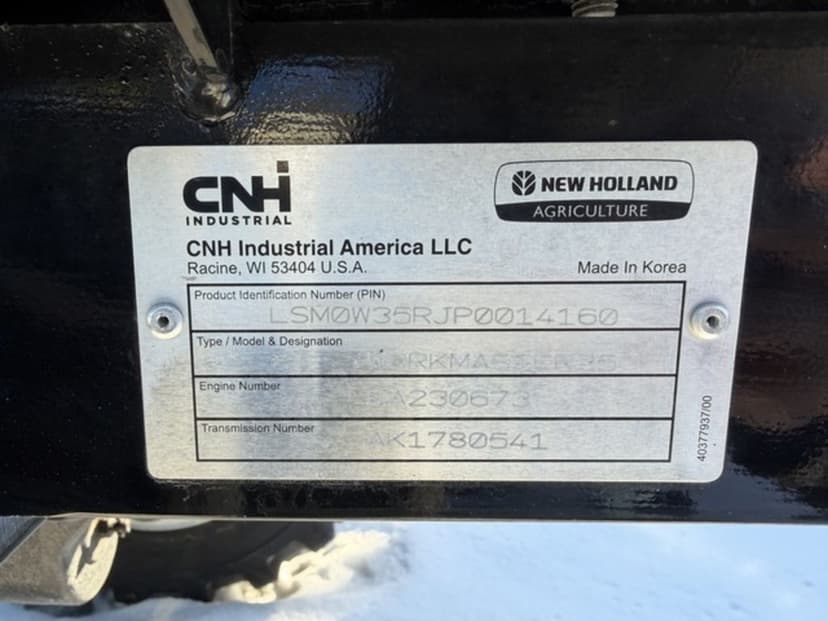 CNH
INDUSTRIAL
NEW HOLLAND
AGRICULTURE
CNH Industrial America LLC
Racine, WI 53404 U.S.A.
Made In Korea
Product Identification Number (PIN)
LSM0W35RJP0014160
Type / Model & Designation
Engine Number
Transmission Number
AK1780541
40377937/00